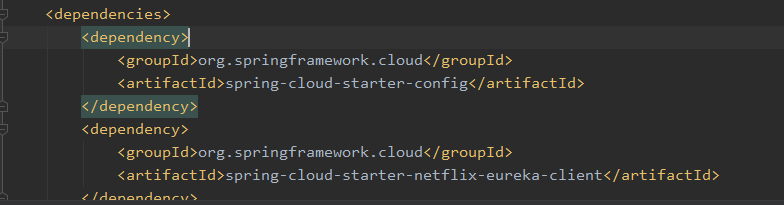 <dependencies>
<dependency>
<groupId>org.springframework.cloud</groupId>
<artifactId>spring-cloud-starter-config</artifactId>
</dependency>
<dependency>
<groupId>org.springframework.cloud</groupId>
<artifactId>spring-cloud-starter-netflix-eureka-client</artifactId>
</dependency>